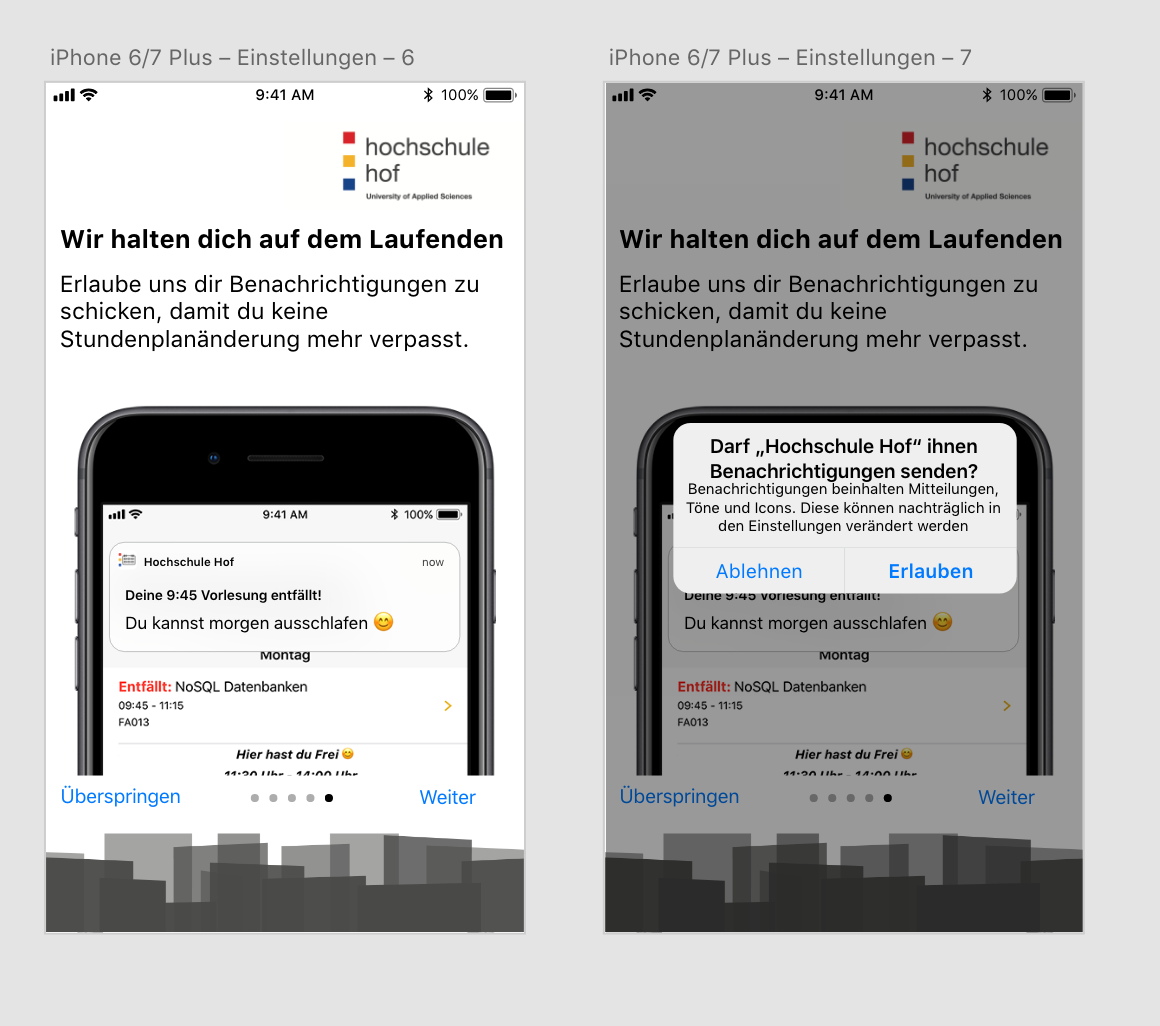 iPhone 6/7 Plus – Einstellungen – 6
9:41 AM
100%
hochschule
hof
University of Applied Sciences
Wir halten dich auf dem Laufenden
Erlaube uns dir Benachrichtigungen zu
schicken, damit du keine
Stundenplanänderung mehr verpasst.
9:41 AM
100%
Hochschule Hof
now
Deine 9:45 Vorlesung entfällt!
Du kannst morgen ausschlafen 😊
Montag
Entfällt: NoSQL Datenbanken
09:45 - 11:15
FA013
Hier hast du Frei 😊
11:30 Uhr - 14:00 Uhr
Überspringen
Weiter
iPhone 6/7 Plus – Einstellungen – 7
9:41 AM
100%
hochschule
hof
University of Applied Sciences
Wir halten dich auf dem Laufenden
Erlaube uns dir Benachrichtigungen zu
schicken, damit du keine
Stundenplanänderung mehr verpasst.
Darf „Hochschule Hof“ ihnen
Benachrichtigungen senden?
Benachrichtigungen beinhalten Mitteilungen,
Töne und Icons. Diese können nachträglich in
den Einstellungen verändert werden
Ablehnen
Erlauben
Deine 9:45 Vorlesung entfällt!
Du kannst morgen ausschlafen 😊
Montag
Entfällt: NoSQL Datenbanken
09:45 - 11:15
FA013
Hier hast du Frei 😊
11:30 Uhr - 14:00 Uhr
Überspringen
Weiter